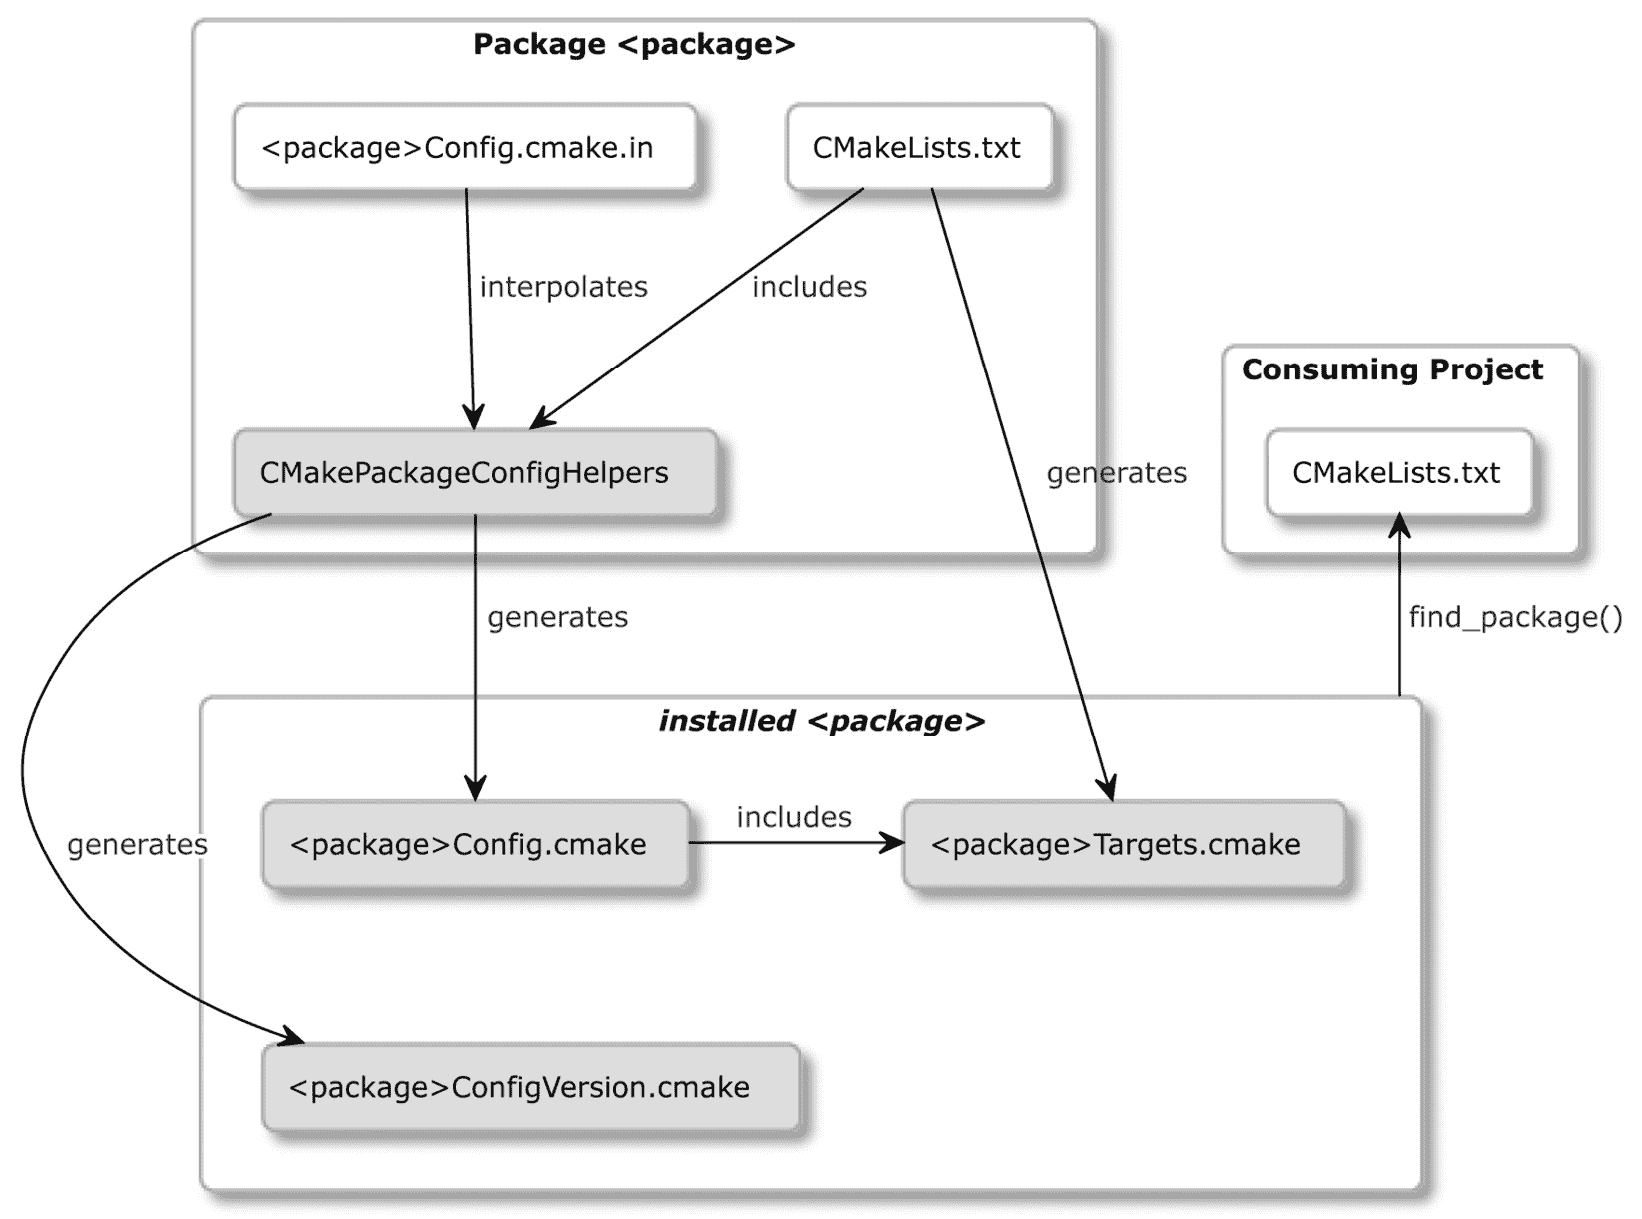 Package <package>
<package>Config.cmake.in
CMakeLists.txt
interpolates
includes
Consuming Project
CMakePackageConfigHelpers
generates
CMakeLists.txt
generates
find_package()
installed <package>
generates
<package>Config.cmake
includes
<package>Targets.cmake
<package>ConfigVersion.cmake